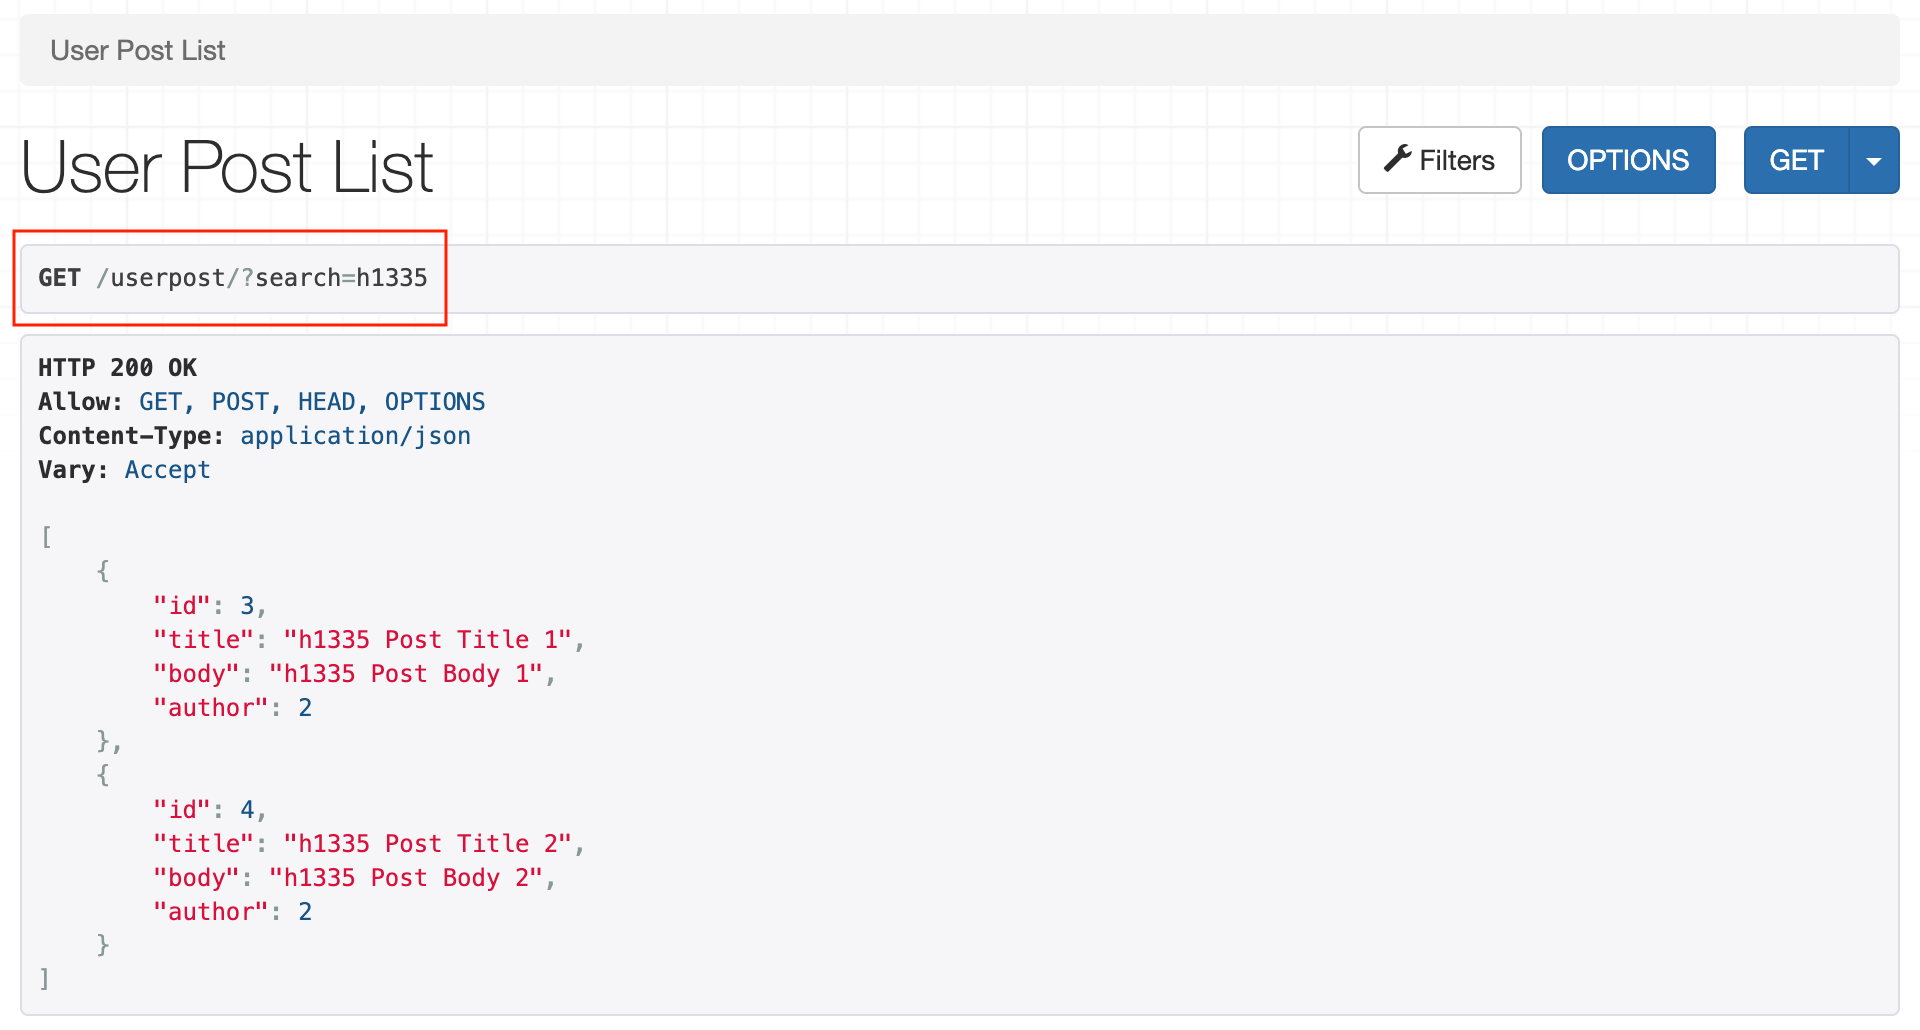 User Post List
User Post List
Filters
OPTIONS
GET
GET /userpost/?search=h1335
HTTP 200 OK
Allow: GET, POST, HEAD, OPTIONS
Content-Type: application/json
Vary: Accept
[
    {
        "id": 3,
        "title": "h1335 Post Title 1",
        "body": "h1335 Post Body 1",
        "author": 2
    },
    {
        "id": 4,
        "title": "h1335 Post Title 2",
        "body": "h1335 Post Body 2",
        "author": 2
    }
]